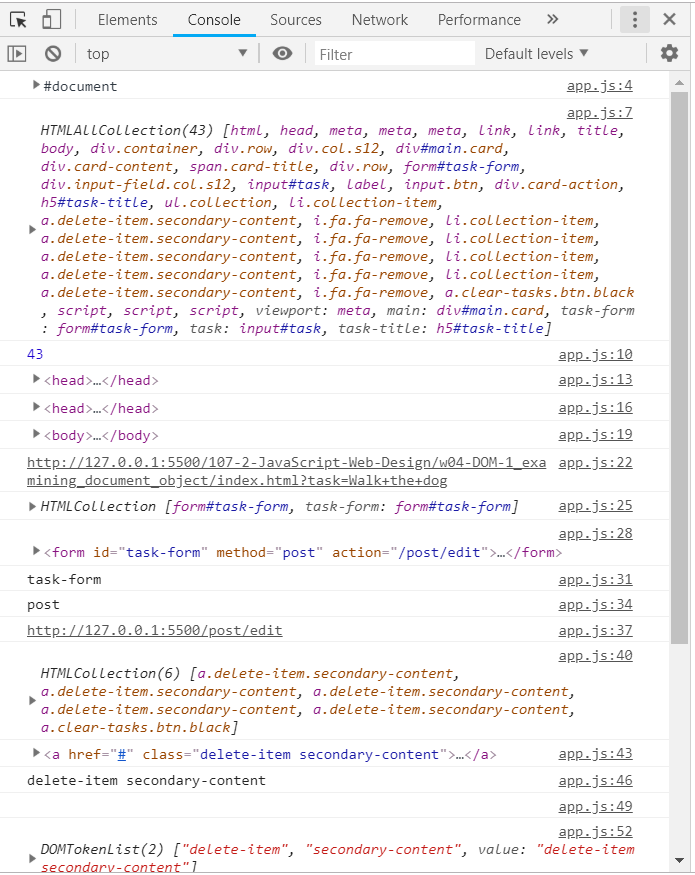 Elements Console Sources Network Performance »
top Filter Default levels
#document app.js:4
app.js:7
HTMLAllCollection(43) [html, head, meta, meta, meta, link, link, title,
body, div.container, div.row, div.col.s12, div#main.card,
div.card-content, span.card-title, div.row, form#task-form,
div.input-field.col.s12, input#task, label, input.btn, div.card-action,
h5#task-title, ul.collection, li.collection-item,
a.delete-item.secondary-content, i.fa.fa-remove, li.collection-item,
a.delete-item.secondary-content, i.fa.fa-remove, li.collection-item,
a.delete-item.secondary-content, i.fa.fa-remove, li.collection-item,
a.delete-item.secondary-content, i.fa.fa-remove, li.collection-item,
a.delete-item.secondary-content, i.fa.fa-remove, a.clear-tasks.btn.black
, script, script, script, viewport: meta, main: div#main.card, task-form
: form#task-form, task: input#task, task-title: h5#task-title]
43 app.js:10
<head>…</head> app.js:13
<head>…</head> app.js:16
<body>…</body> app.js:19
http://127.0.0.1:5500/107-2-JavaScript-Web-Design/w04-DOM-1_exa app.js:22
mining_document_object/index.html?task=Walk+the+dog
HTMLCollection [form#task-form, task-form: form#task-form] app.js:25
app.js:28
<form id="task-form" method="post" action="/post/edit">…</form>
task-form app.js:31
post app.js:34
http://127.0.0.1:5500/post/edit app.js:37
app.js:40
HTMLCollection(6) [a.delete-item.secondary-content,
a.delete-item.secondary-content, a.delete-item.secondary-content,
a.delete-item.secondary-content, a.delete-item.secondary-content,
a.clear-tasks.btn.black]
<a href="#" class="delete-item secondary-content">…</a> app.js:43
delete-item secondary-content app.js:46
app.js:49
app.js:52
DOMTokenList(2) ["delete-item", "secondary-content", value: "delete-item
secondary-content"]